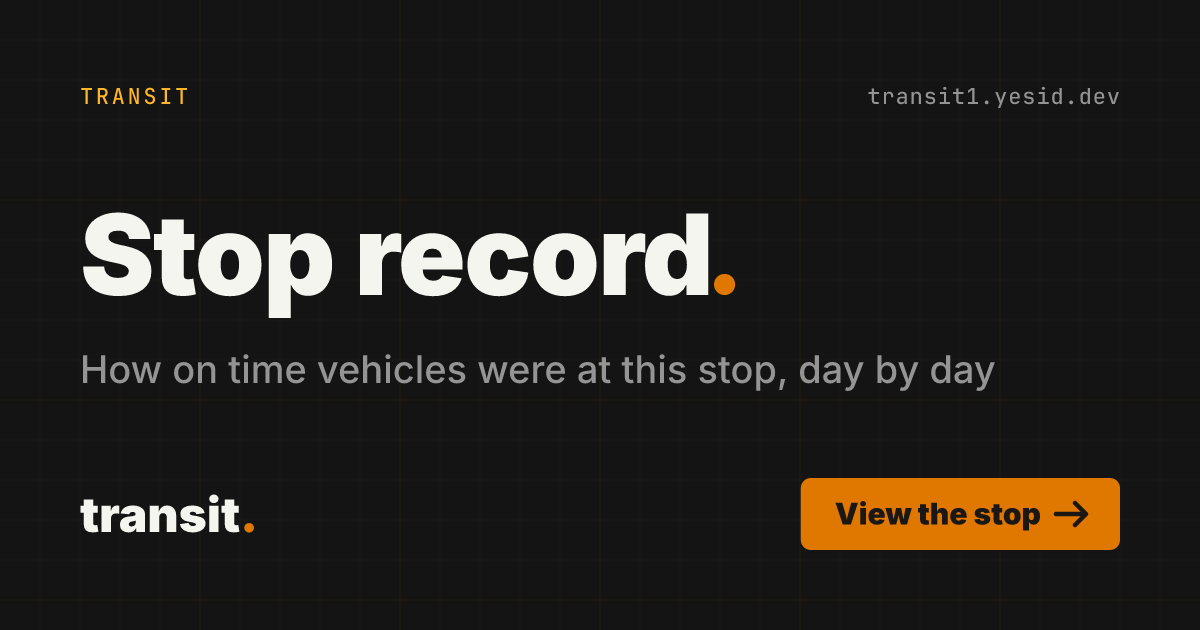 TRANSIT
transit1.yesid.dev
Stop record.
How on time vehicles were at this stop, day by day
transit.
View the stop →